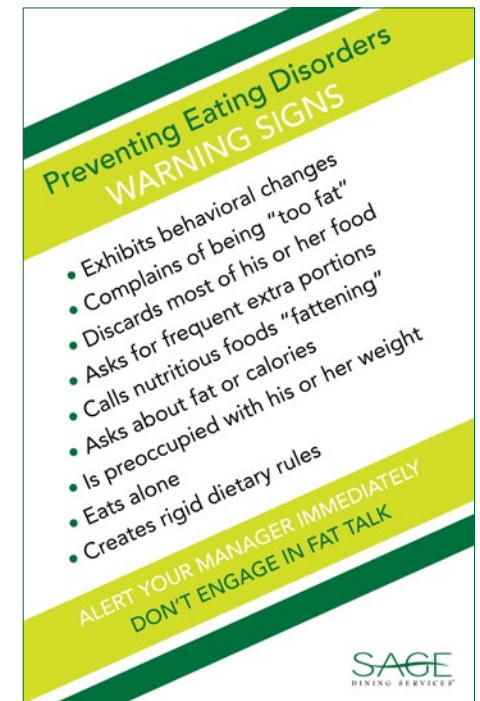 Preventing Eating Disorders
WARNING SIGNS
• Exhibits behavioral changes
• Complains of being "too fat"
• Discards most of his or her food
• Asks for frequent extra portions
• Calls nutritious foods "fattening"
• Asks about fat or calories
• Is preoccupied with his or her weight
• Eats alone
• Creates rigid dietary rules
ALERT YOUR MANAGER IMMEDIATELY
DON'T ENGAGE IN FAT TALK
SAGE
DINING SERVICES®